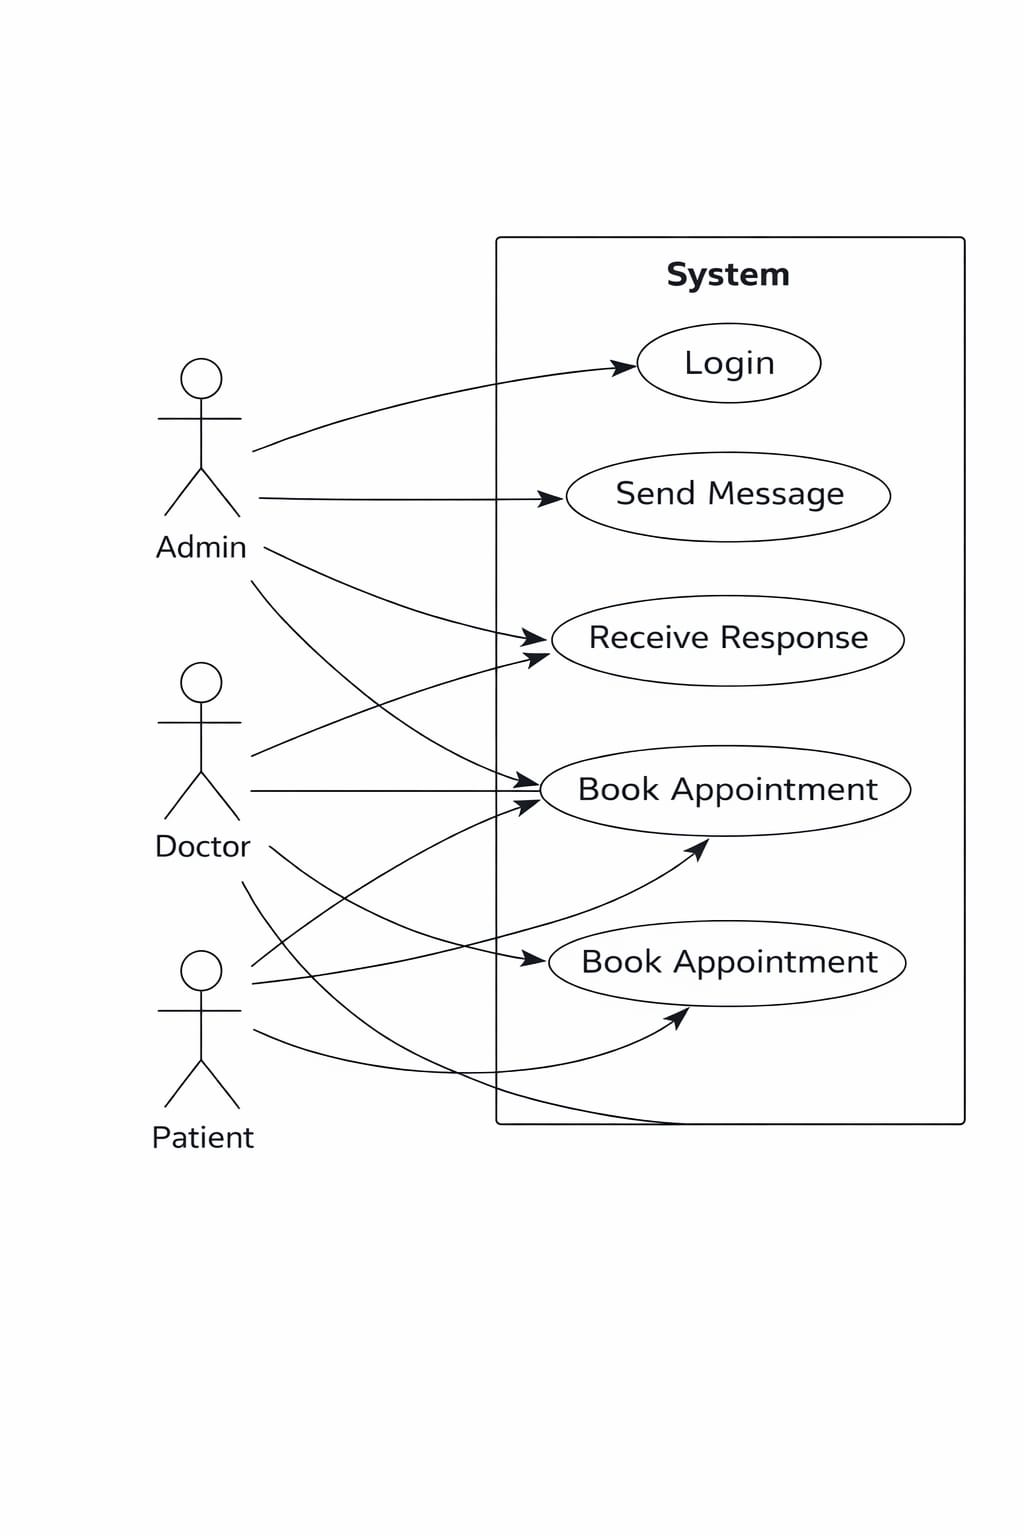 System
Login
Send Message
Admin
Receive Response
Book Appointment
Doctor
Book Appointment
Patient